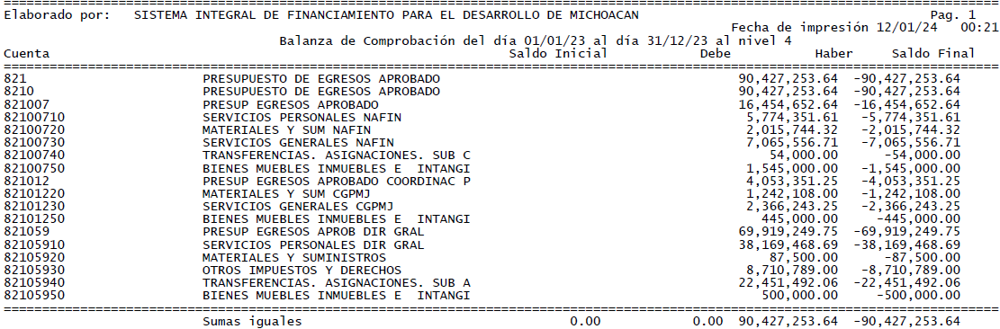 ==========================================================================================
Elaborado por: SISTEMA INTEGRAL DE FINANCIAMIENTO PARA EL DESARROLLO DE MICHOACAN Pag. 1
Fecha de impresión 12/01/24 00:21
Balanza de Comprobación del día 01/01/23 al día 31/12/23 al nivel 4
Cuenta Saldo Inicial Debe Haber Saldo Final
==========================================================================================
821 PRESUPUESTO DE EGRESOS APROBADO 90,427,253.64 -90,427,253.64
8210 PRESUPUESTO DE EGRESOS APROBADO 90,427,253.64 -90,427,253.64
821007 PRESUP EGRESOS APROBADO 16,454,652.64 -16,454,652.64
82100710 SERVICIOS PERSONALES NAFIN 5,774,351.61 -5,774,351.61
82100720 MATERIALES Y SUM NAFIN 2,015,744.32 -2,015,744.32
82100730 SERVICIOS GENERALES NAFIN 7,065,556.71 -7,065,556.71
82100740 TRANSFERENCIAS. ASIGNACIONES. SUB C 54,000.00 -54,000.00
82100750 BIENES MUEBLES INMUEBLES E INTANGI 1,545,000.00 -1,545,000.00
821012 PRESUP EGRESOS APROBADO COORDINAC P 4,053,351.25 -4,053,351.25
82101220 MATERIALES Y SUM CGPMJ 1,242,108.00 -1,242,108.00
82101230 SERVICIOS GENERALES CGPMJ 2,366,243.25 -2,366,243.25
82101250 BIENES MUEBLES INMUEBLES E INTANGI 445,000.00 -445,000.00
821059 PRESUP EGRESOS APROB DIR GRAL 69,919,249.75 -69,919,249.75
82105910 SERVICIOS PERSONALES DIR GRAL 38,169,468.69 -38,169,468.69
82105920 MATERIALES Y SUMINISTROS 87,500.00 -87,500.00
82105930 OTROS IMPUESTOS Y DERECHOS 8,710,789.00 -8,710,789.00
82105940 TRANSFERENCIAS. ASIGNACIONES. SUB A 22,451,492.06 -22,451,492.06
82105950 BIENES MUEBLES INMUEBLES E INTANGI 500,000.00 -500,000.00
==========================================================================================
Sumas iguales 0.00 0.00 90,427,253.64 -90,427,253.64